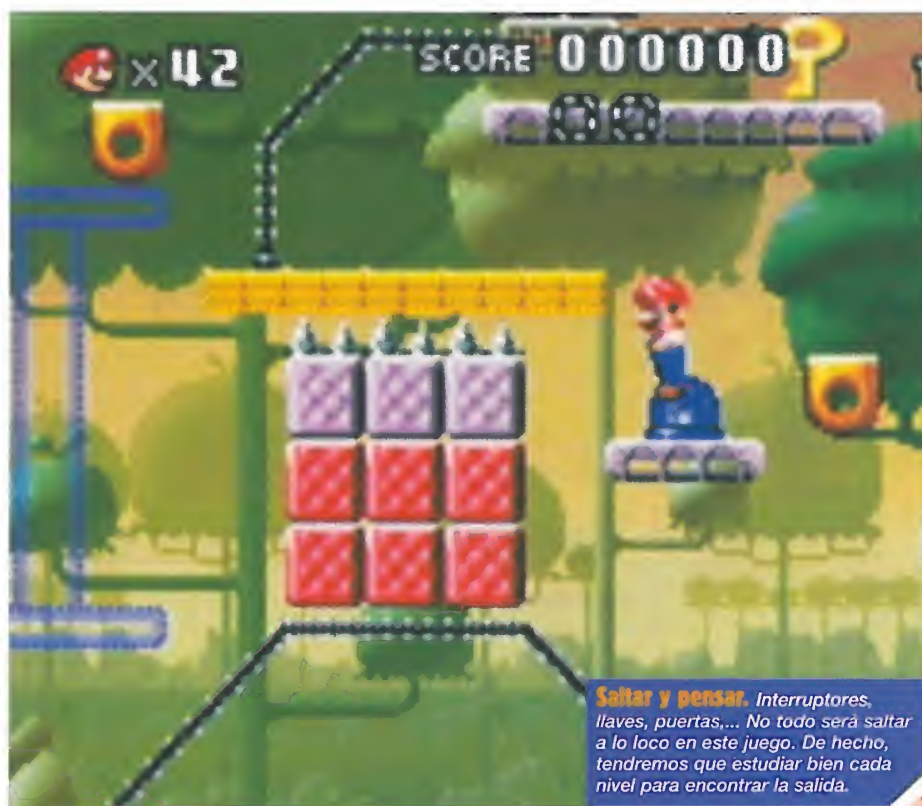 × 42 SCORE 000000
Saltar y pensar. Interruptores,
llaves, puertas,... No todo será saltar
a lo loco en este juego. De hecho,
tendremos que estudiar bien cada
nivel para encontrar la salida.